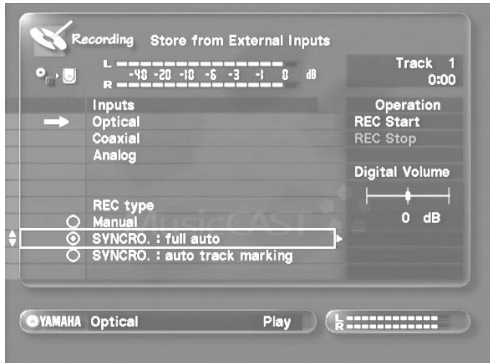 Recording Store from External Inputs
L
-40 -20 -10 -6 -3 -1 0 dB
R
Track 1
0:00
Inputs
Optical
Coaxial
Analog
REC type
Manual
SYNCRO. : full auto
SYNCRO. : auto track marking
Operation
REC Start
REC Stop
Digital Volume
0 dB
MusicCAST
YAMAHA Optical Play
L
R